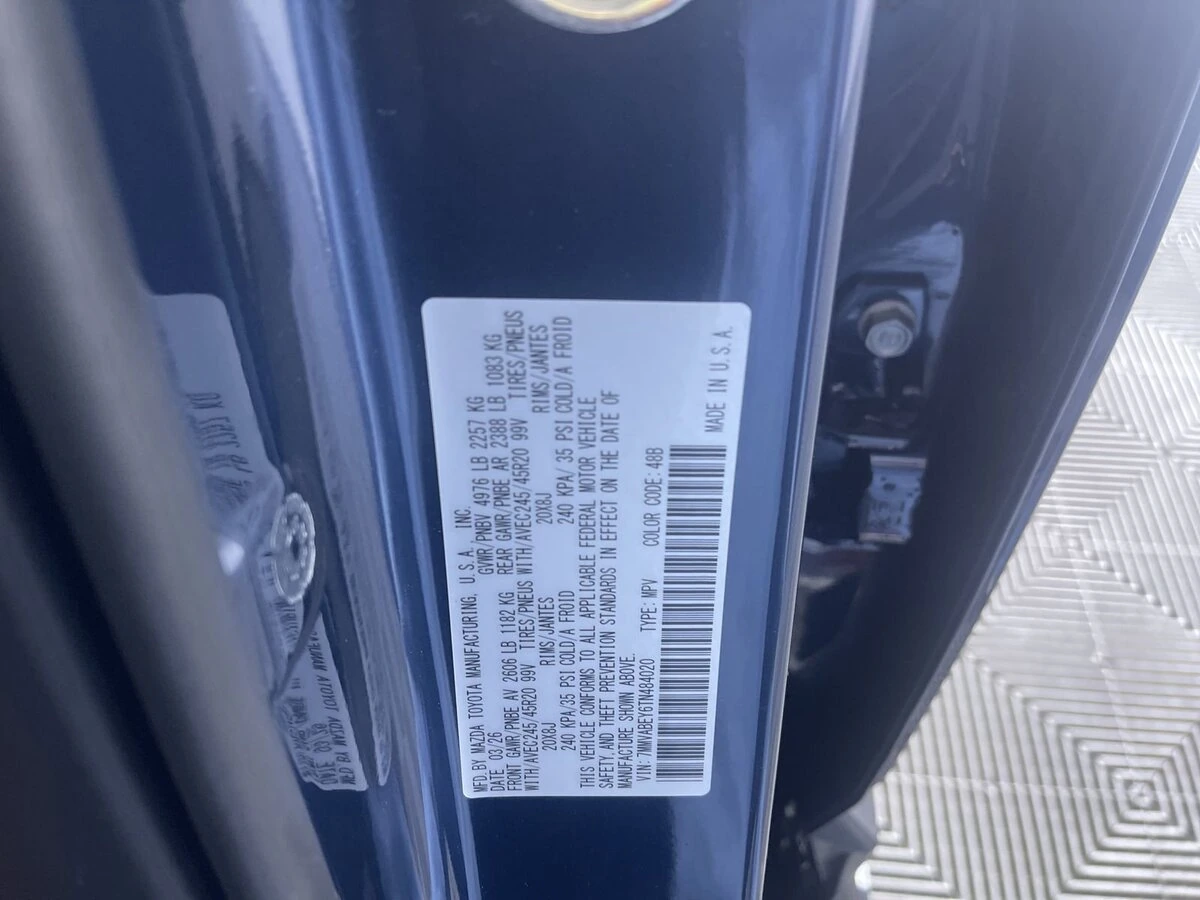 MFD. BY MAZDA TOYOTA MANUFACTURING, U.S.A., INC.
DATE 03/26 GVWR/PNBV 4976 LB 2257 KG
FRONT GAWR/PNBE AV 2606 LB 1182 KG REAR GAWR/PNBE AR 2388 LB 1083 KG
WITH/AVEC245/45R20 99V TIRES/PNEUS WITH/AVEC245/45R20 99V TIRES/PNEUS
20X8J RIMS/JANTES 20X8J RIMS/JANTES
240 KPA/35 PSI COLD/A FROID 240 KPA/ 35 PSI COLD/A FROID
THIS VEHICLE CONFORMS TO ALL APPLICABLE FEDERAL MOTOR VEHICLE
SAFETY, AND THEFT PREVENTION STANDARDS IN EFFECT ON THE DATE OF
MANUFACTURE SHOWN ABOVE.
VIN: 7MMVABEY6TN484020 TYPE: MPV COLOR CODE: 48B
MADE IN U.S.A.